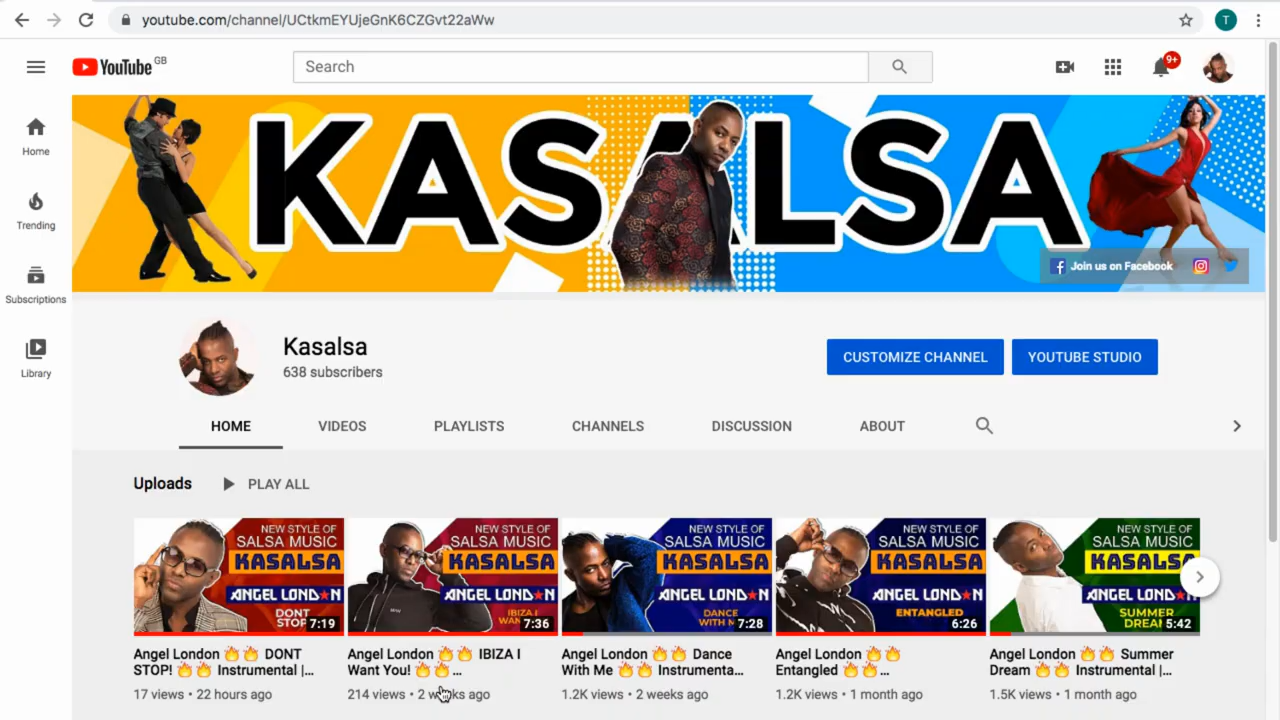 youtube.com/channel/UCtkmEYUjeGnK6CZGvt22aWw
T
YouTube GB
Search
9+
Home
Trending
Subscriptions
Library
KASALSA
Join us on Facebook
Kasalsa
638 subscribers
CUSTOMIZE CHANNEL
YOUTUBE STUDIO
HOME
VIDEOS
PLAYLISTS
CHANNELS
DISCUSSION
ABOUT
Uploads
PLAY ALL
NEW STYLE OF
SALSA MUSIC
KASALSA
ANGEL LONDON
DONT
STOP
7:19
Angel London 🔥🔥 DONT
STOP! 🔥🔥 Instrumental |...
17 views • 22 hours ago
NEW STYLE OF
SALSA MUSIC
KASALSA
ANGEL LONDON
IBIZA I
7:36
Angel London 🔥🔥 IBIZA I
Want You! 🔥🔥...
214 views • 2 weeks ago
NEW STYLE OF
SALSA MUSIC
KASALSA
ANGEL LONDON
DANCE
WITH
7:28
Angel London 🔥🔥 Dance
With Me 🔥🔥 Instrumenta...
1.2K views • 2 weeks ago
NEW STYLE OF
SALSA MUSIC
KASALSA
ANGEL LONDON
ENTANGLED
6:26
Angel London 🔥🔥
Entangled 🔥🔥...
1.2K views • 1 month ago
NEW STYLE OF
SALSA MUSIC
KASALSA
ANGEL LONDON
SUMMER
5:42
Angel London 🔥🔥 Summer
Dream 🔥🔥 Instrumental |...
1.5K views • 1 month ago